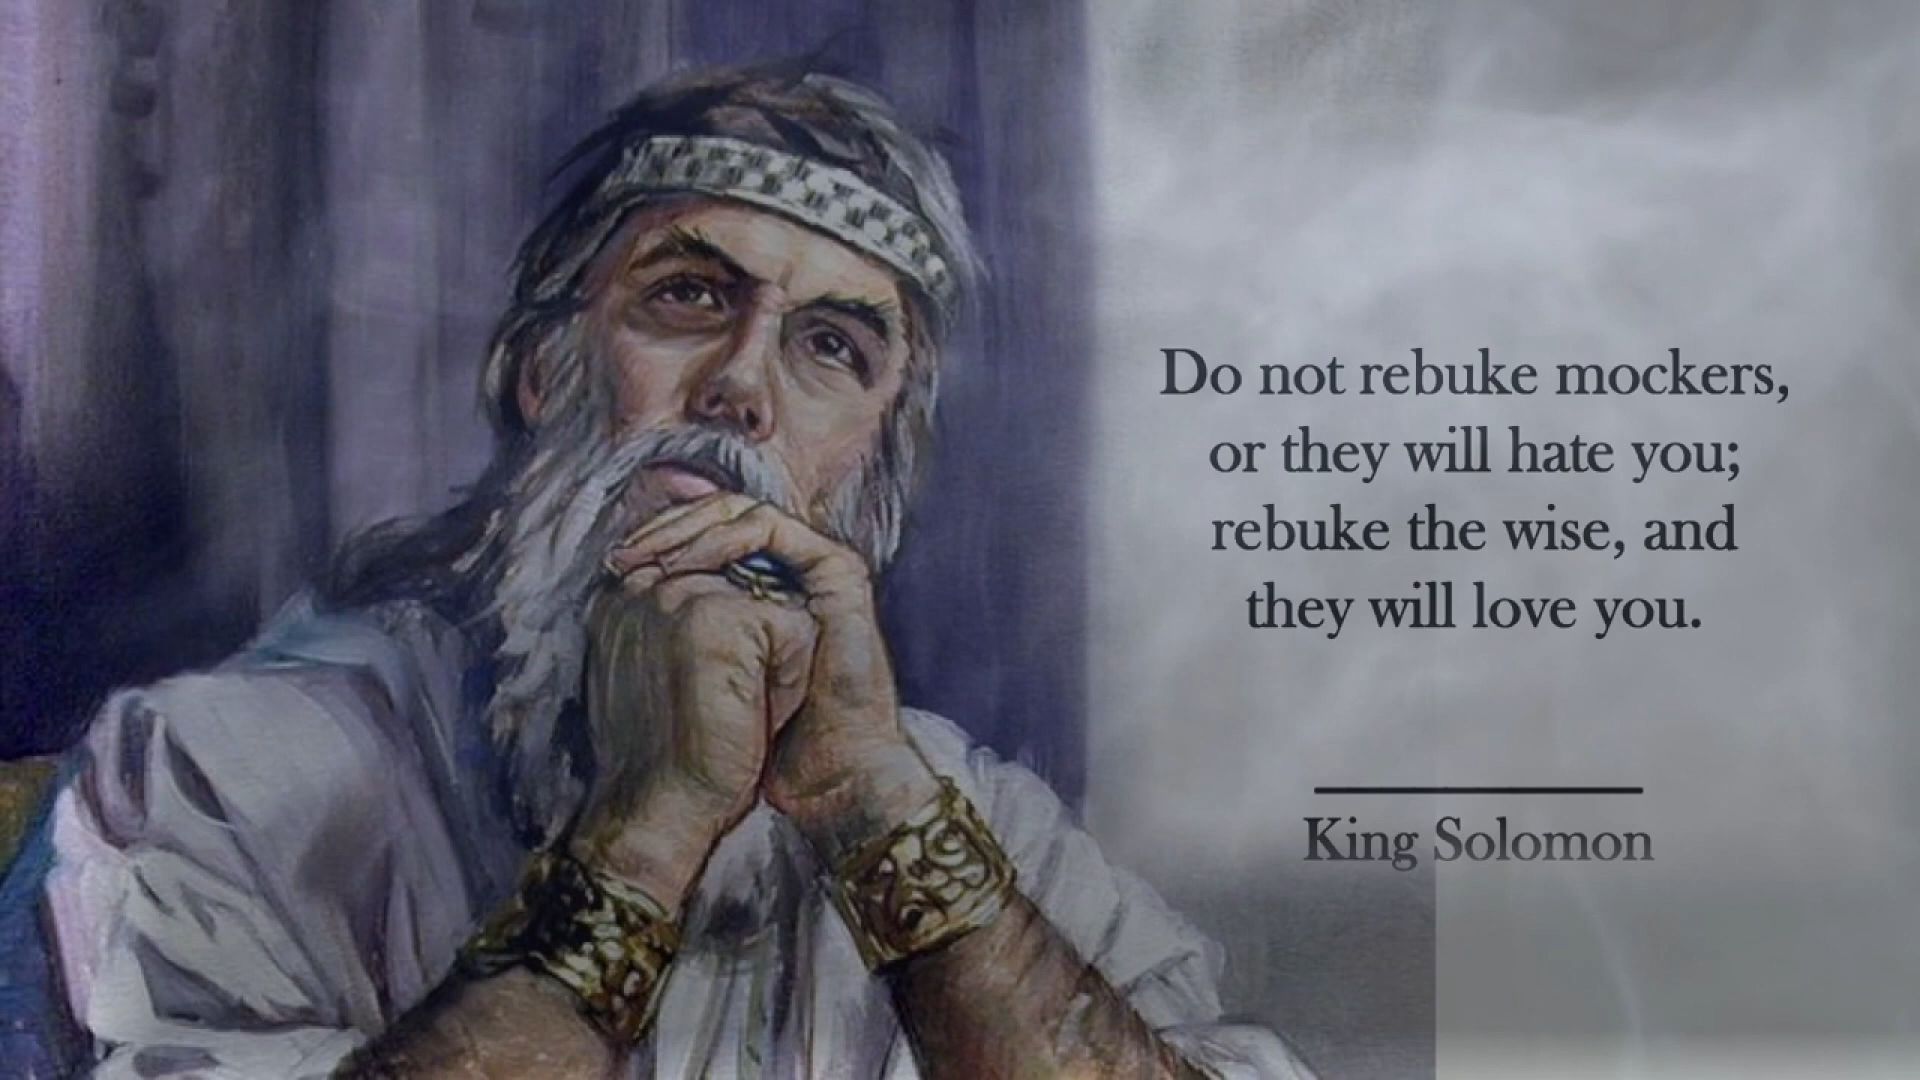 Do not rebuke mockers,
or they will hate you;
rebuke the wise, and
they will love you.
King Solomon